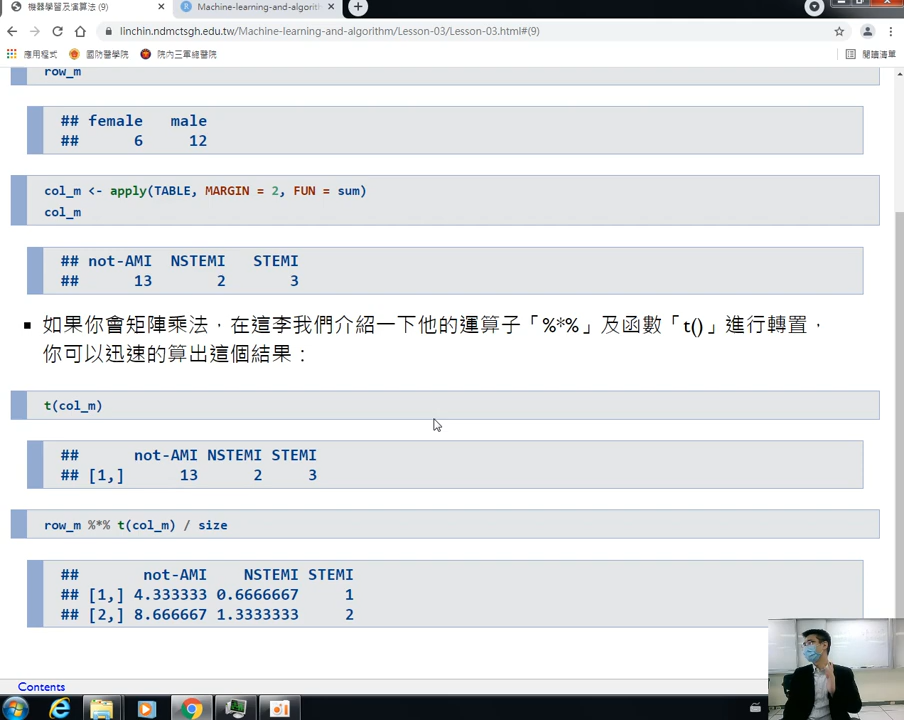 機器學習及演算法 (9)
Machine-learning-and-algorith
linchin.ndmctsgh.edu.tw/Machine-learning-and-algorithm/Lesson-03/Lesson-03.html#(9)
應用程式 國防醫學院 院內三軍總醫院 閱讀清單
row_m
## female   male
##      6     12
col_m <- apply(TABLE, MARGIN = 2, FUN = sum)
col_m
## not-AMI  NSTEMI   STEMI
##      13       2       3
▪ 如果你會矩陣乘法，在這李我們介紹一下他的運算子「%*%」及函數「t()」進行轉置，
你可以迅速的算出這個結果：
t(col_m)
##      not-AMI NSTEMI STEMI
## [1,]      13      2     3
row_m %*% t(col_m) / size
##       not-AMI    NSTEMI STEMI
## [1,] 4.333333 0.6666667     1
## [2,] 8.666667 1.3333333     2
Contents